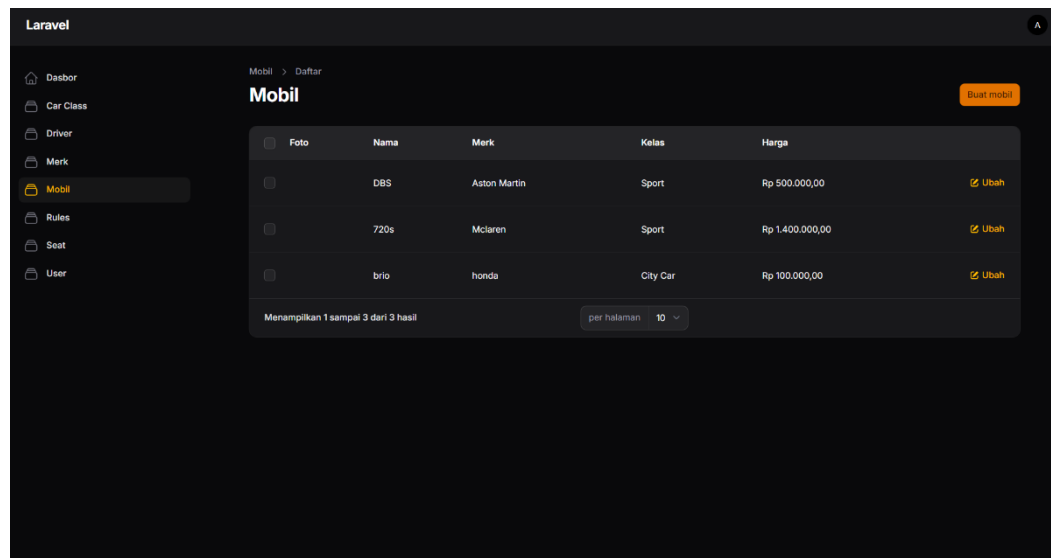 Laravel
A
Dasbor
Car Class
Driver
Merk
Mobil
Rules
Seat
User
Mobil > Daftar
Mobil
Buat mobil
Foto Nama Merk Kelas Harga
DBS Aston Martin Sport Rp 500.000,00 Ubah
720s Mclaren Sport Rp 1.400.000,00 Ubah
brio honda City Car Rp 100.000,00 Ubah
Menampilkan 1 sampai 3 dari 3 hasil per halaman 10